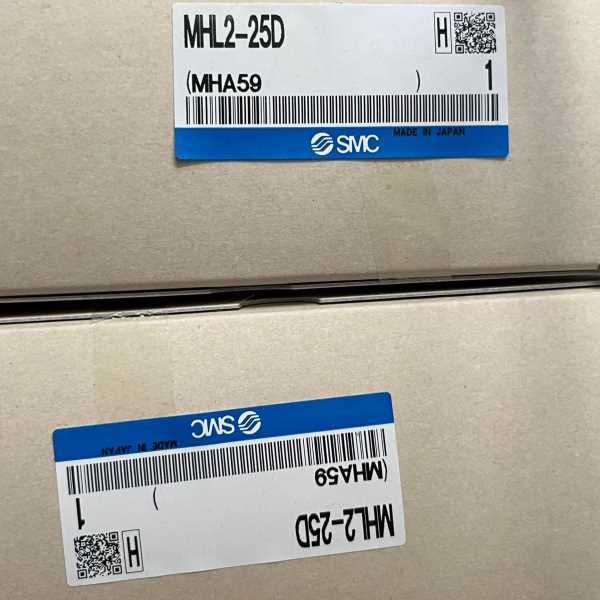 MHL2-25D
H
(MHA59 )
1
SMC
MADE IN JAPAN
SMC
MADE IN JAPAN
(MHA59 )
1
MHL2-25D
H